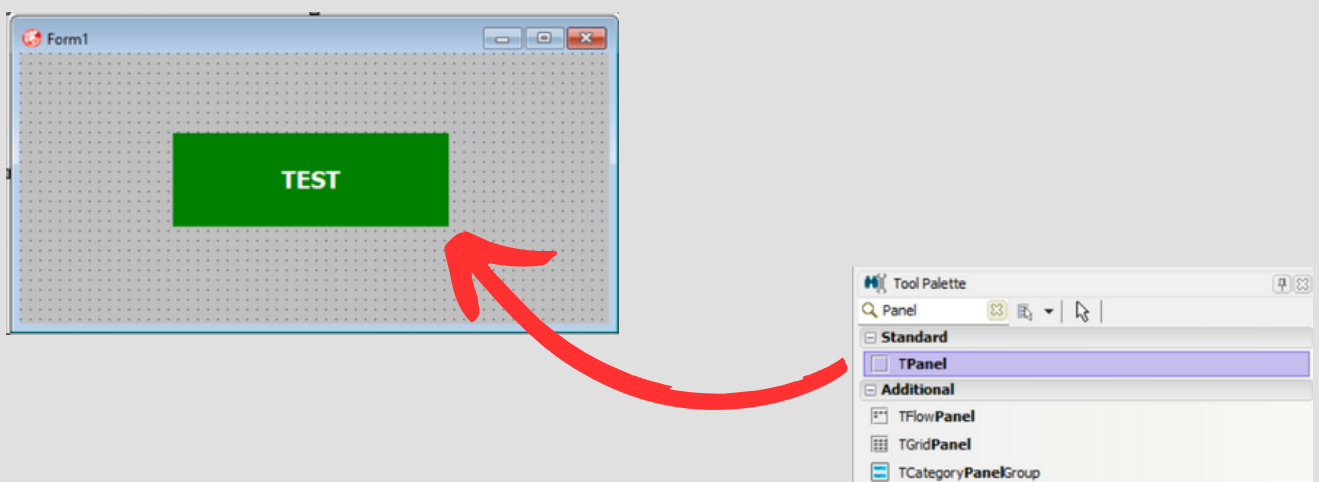 Form1
TEST
Tool Palette
Panel
Standard
TPanel
Additional
TFlowPanel
TGridPanel
TCategoryPanelGroup